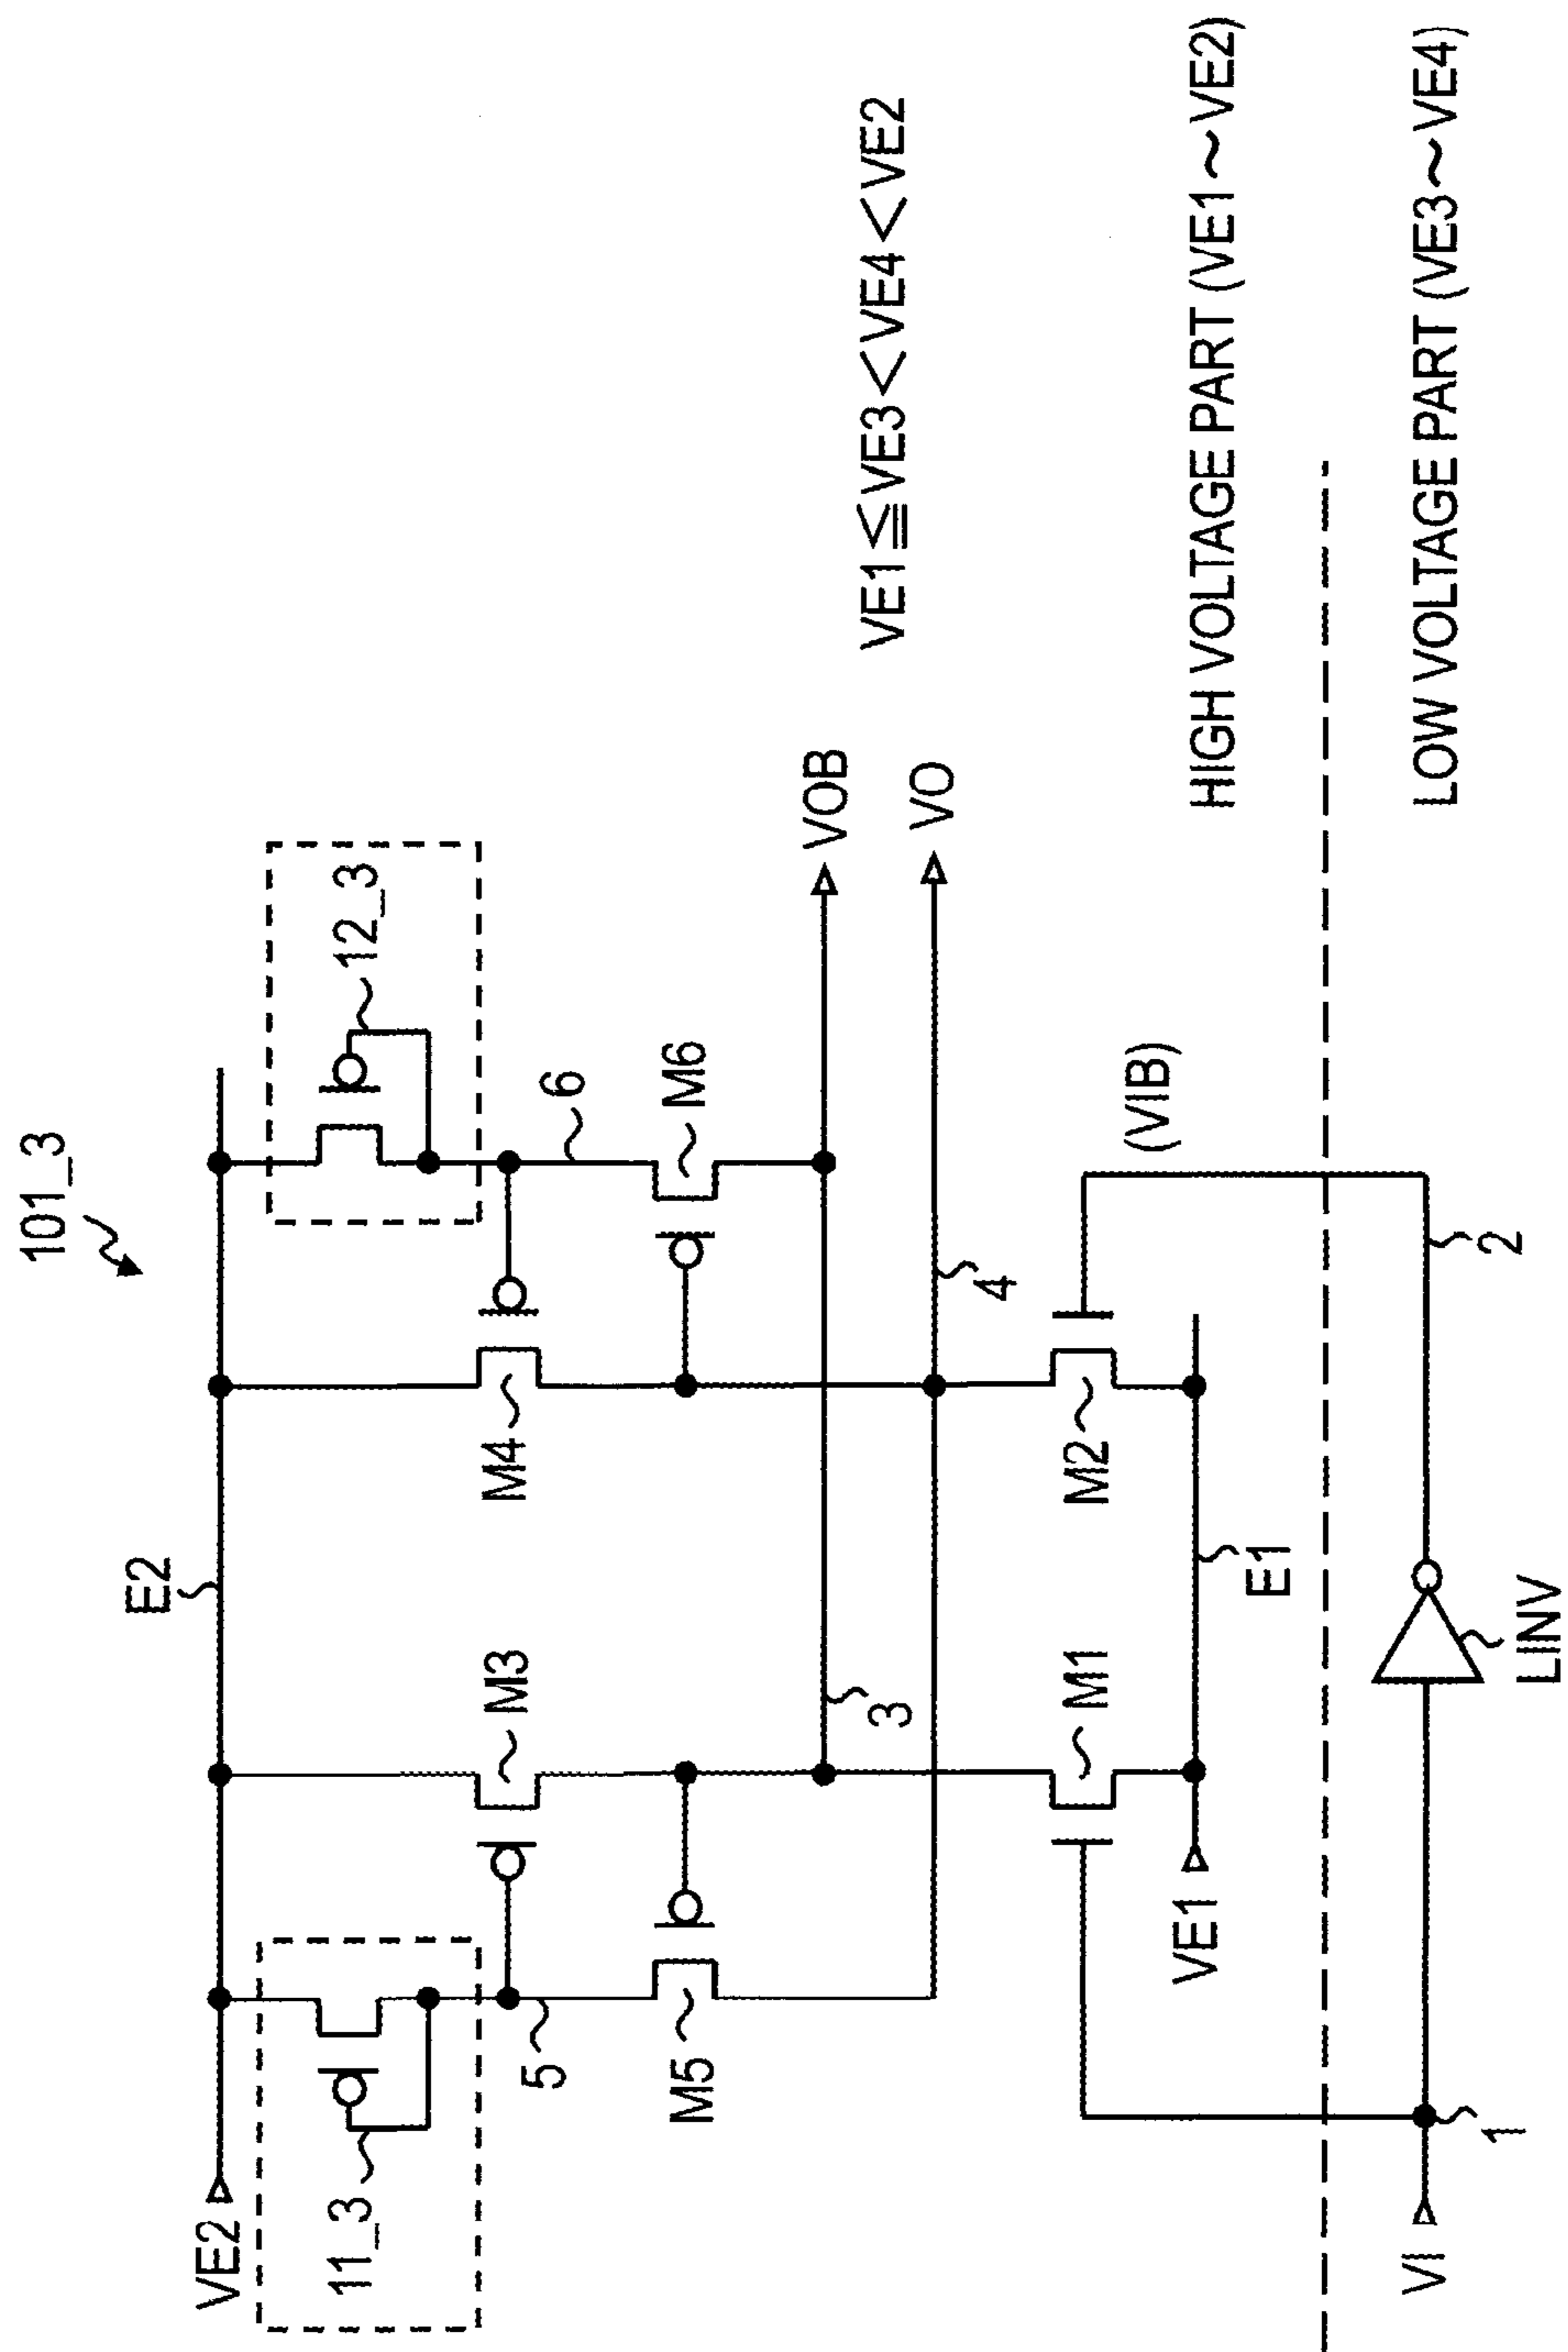 101_3
E2
VE2
11_3
12_3
M3
M4
5
6
M5
M6
VOB
3
VO
4
VE1≦VE3<VE4<VE2
M1
M2
(VIB)
VE1
E1
HIGH VOLTAGE PART (VE1~VE2)
VI
1
LINV
2
LOW VOLTAGE PART (VE3~VE4)